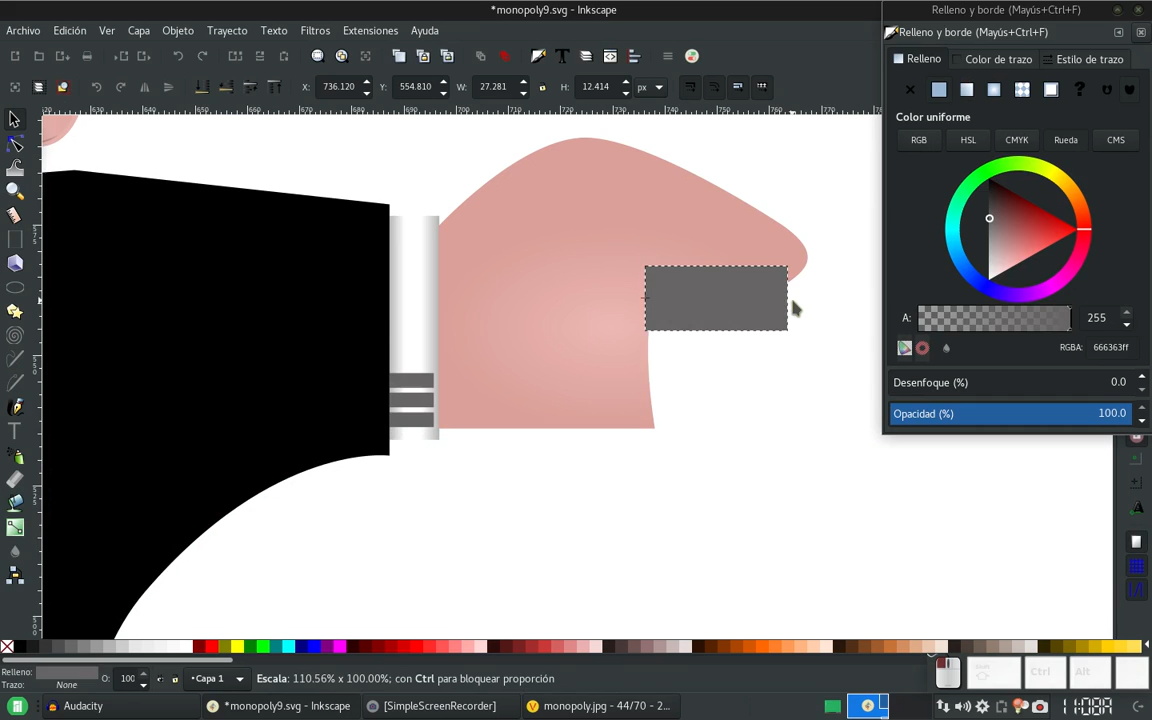 *monopoly9.svg - Inkscape
Relleno y borde (Mayús+Ctrl+F)
Archivo Edición Ver Capa Objeto Trayecto Texto Filtros Extensiones Ayuda
Relleno y borde (Mayús+Ctrl+F)
Relleno Color de trazo Estilo de trazo
X: 736.120 Y: 554.810 W: 27.281 H: 12.414 px
Color uniforme
RGB HSL CMYK Rueda CMS
A: 255
RGBA: 666363ff
Desenfoque (%) 0.0
Opacidad (%) 100.0
Relleno:
Trazo: None
O: 100
•Capa 1
Escala: 110.56% x 100.00%; con Ctrl para bloquear proporción
Ctrl Alt
Audacity *monopoly9.svg - Inkscape [SimpleScreenRecorder] monopoly.jpg - 44/70 - 2...